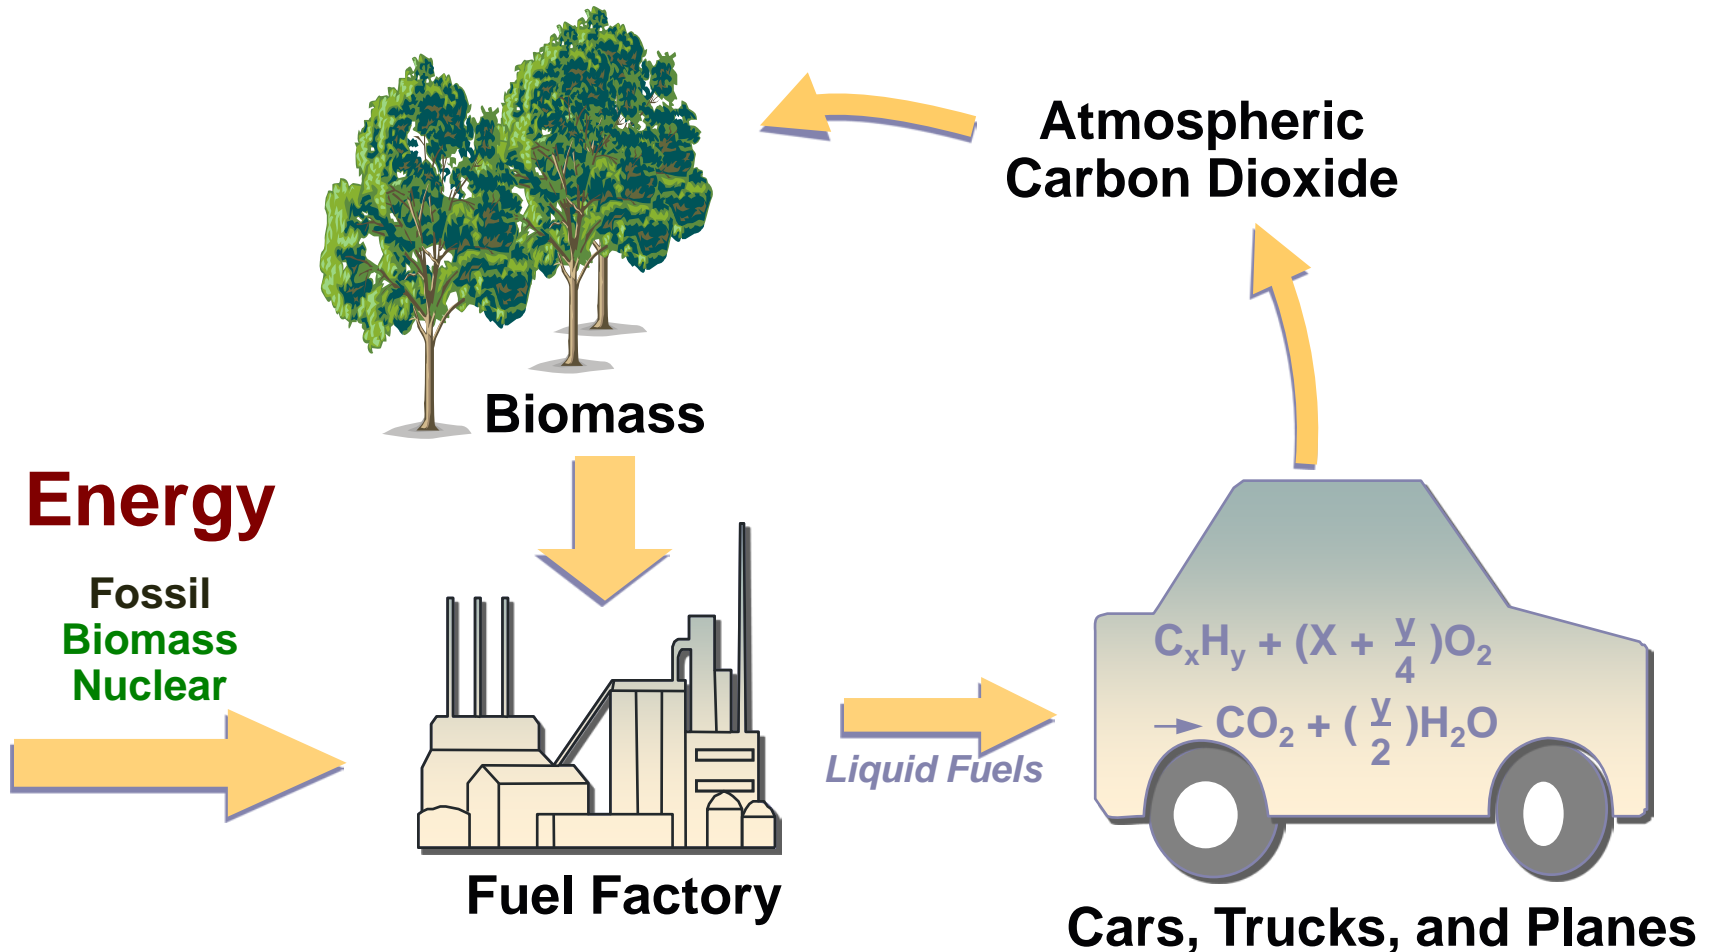 Atmospheric
Carbon Dioxide
Biomass
Energy
Fossil
Biomass
Nuclear
CₓHᵧ + (X + y/4)O₂
→ CO₂ + (y/2)H₂O
Liquid Fuels
Fuel Factory
Cars, Trucks, and Planes